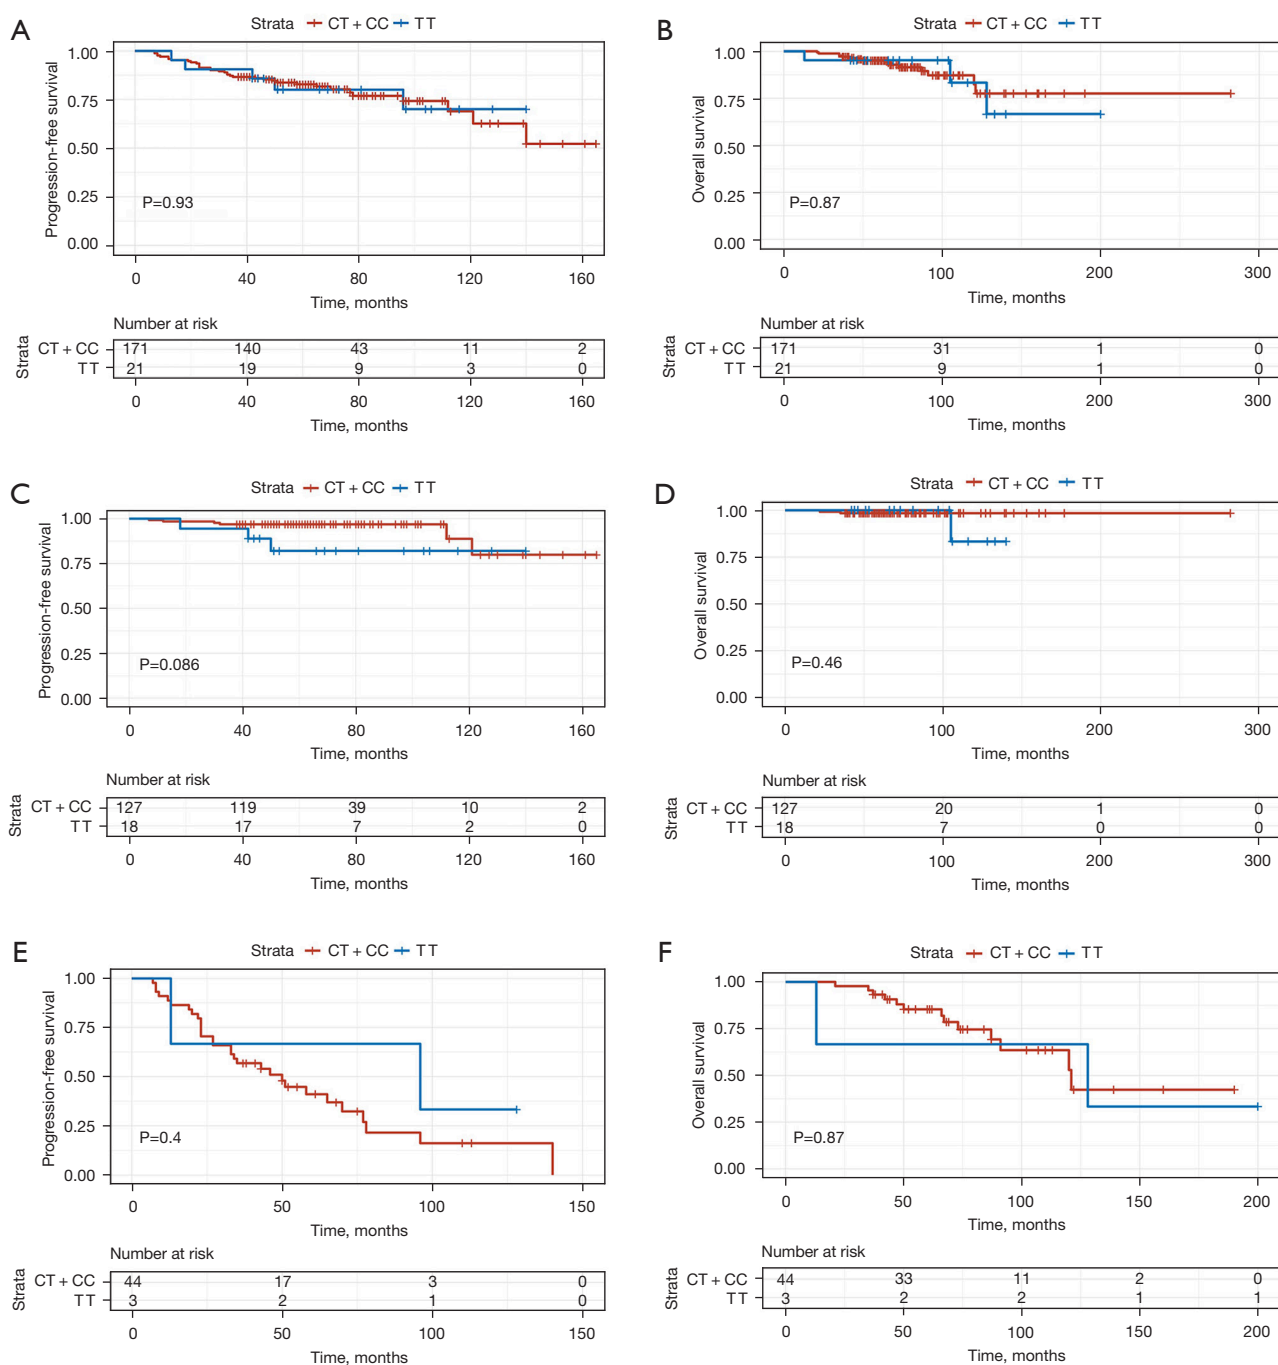 A
Strata CT + CC TT
Progression-free survival
1.00
0.75
0.50
0.25
0.00
P=0.93
0 40 80 120 160
Time, months
Number at risk
Strata
CT + CC 171 140 43 11 2
TT 21 19 9 3 0
0 40 80 120 160
Time, months
B
Strata CT + CC TT
Overall survival
1.00
0.75
0.50
0.25
0.00
P=0.87
0 100 200 300
Time, months
Number at risk
Strata
CT + CC 171 31 1 0
TT 21 9 1 0
0 100 200 300
Time, months
C
Strata CT + CC TT
Progression-free survival
1.00
0.75
0.50
0.25
0.00
P=0.086
0 40 80 120 160
Time, months
Number at risk
Strata
CT + CC 127 119 39 10 2
TT 18 17 7 2 0
0 40 80 120 160
Time, months
D
Strata CT + CC TT
Overall survival
1.00
0.75
0.50
0.25
0.00
P=0.46
0 100 200 300
Time, months
Number at risk
Strata
CT + CC 127 20 1 0
TT 18 7 0 0
0 100 200 300
Time, months
E
Strata CT + CC TT
Progression-free survival
1.00
0.75
0.50
0.25
0.00
P=0.4
0 50 100 150
Time, months
Number at risk
Strata
CT + CC 44 17 3 0
TT 3 2 1 0
0 50 100 150
Time, months
F
Strata CT + CC TT
Overall survival
1.00
0.75
0.50
0.25
0.00
P=0.87
0 50 100 150 200
Time, months
Number at risk
Strata
CT + CC 44 33 11 2 0
TT 3 2 2 1 1
0 50 100 150 200
Time, months